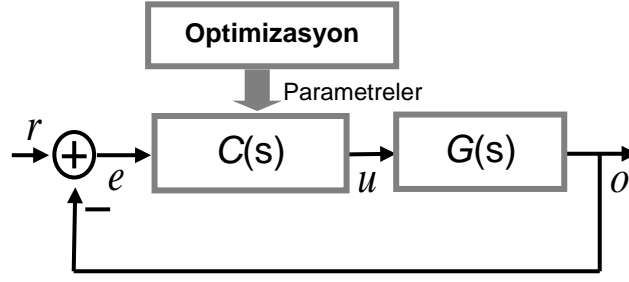 Optimizasyon
Parametreler
r
+
e
C(s)
u
G(s)
o
−